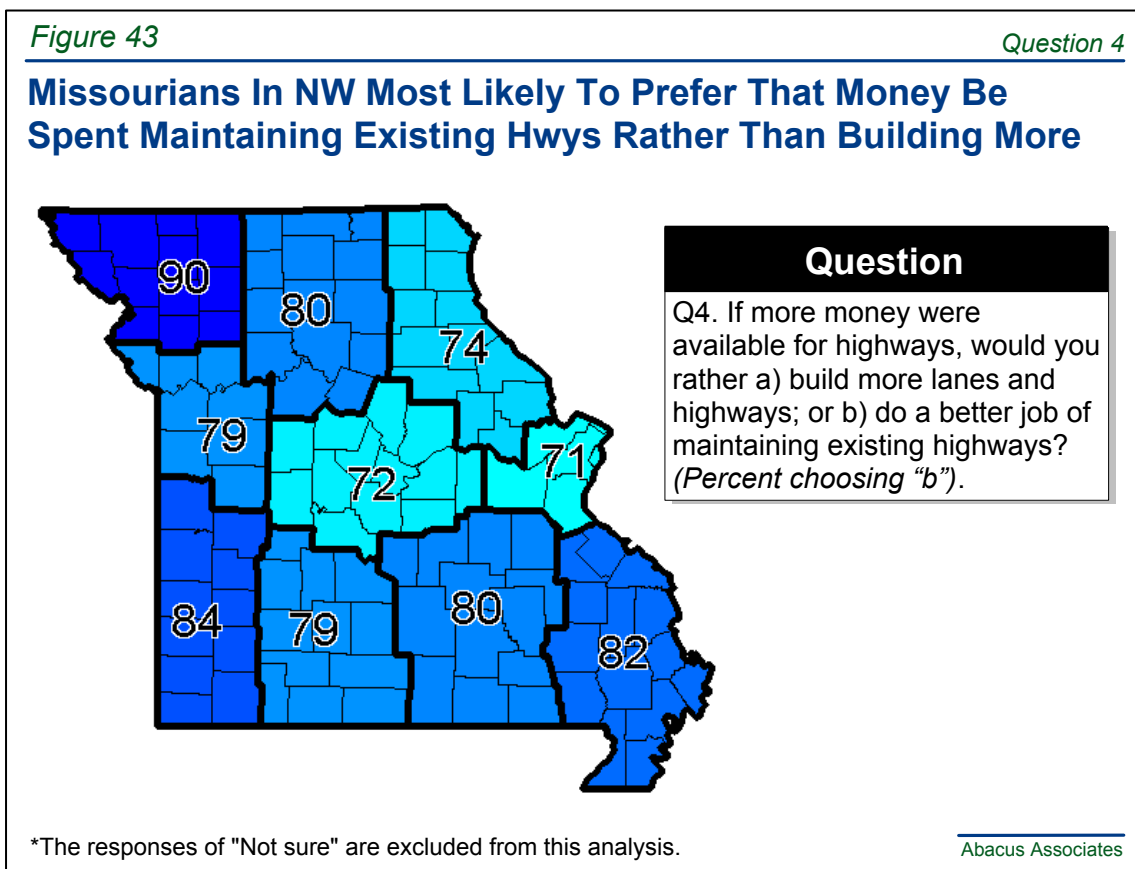 Figure 43
Question 4
Missourians In NW Most Likely To Prefer That Money Be
Spent Maintaining Existing Hwys Rather Than Building More
90
80
74
79
72
71
84
79
80
82
Question
Q4. If more money were
available for highways, would you
rather a) build more lanes and
highways; or b) do a better job of
maintaining existing highways?
(Percent choosing “b”).
*The responses of "Not sure" are excluded from this analysis.
Abacus Associates